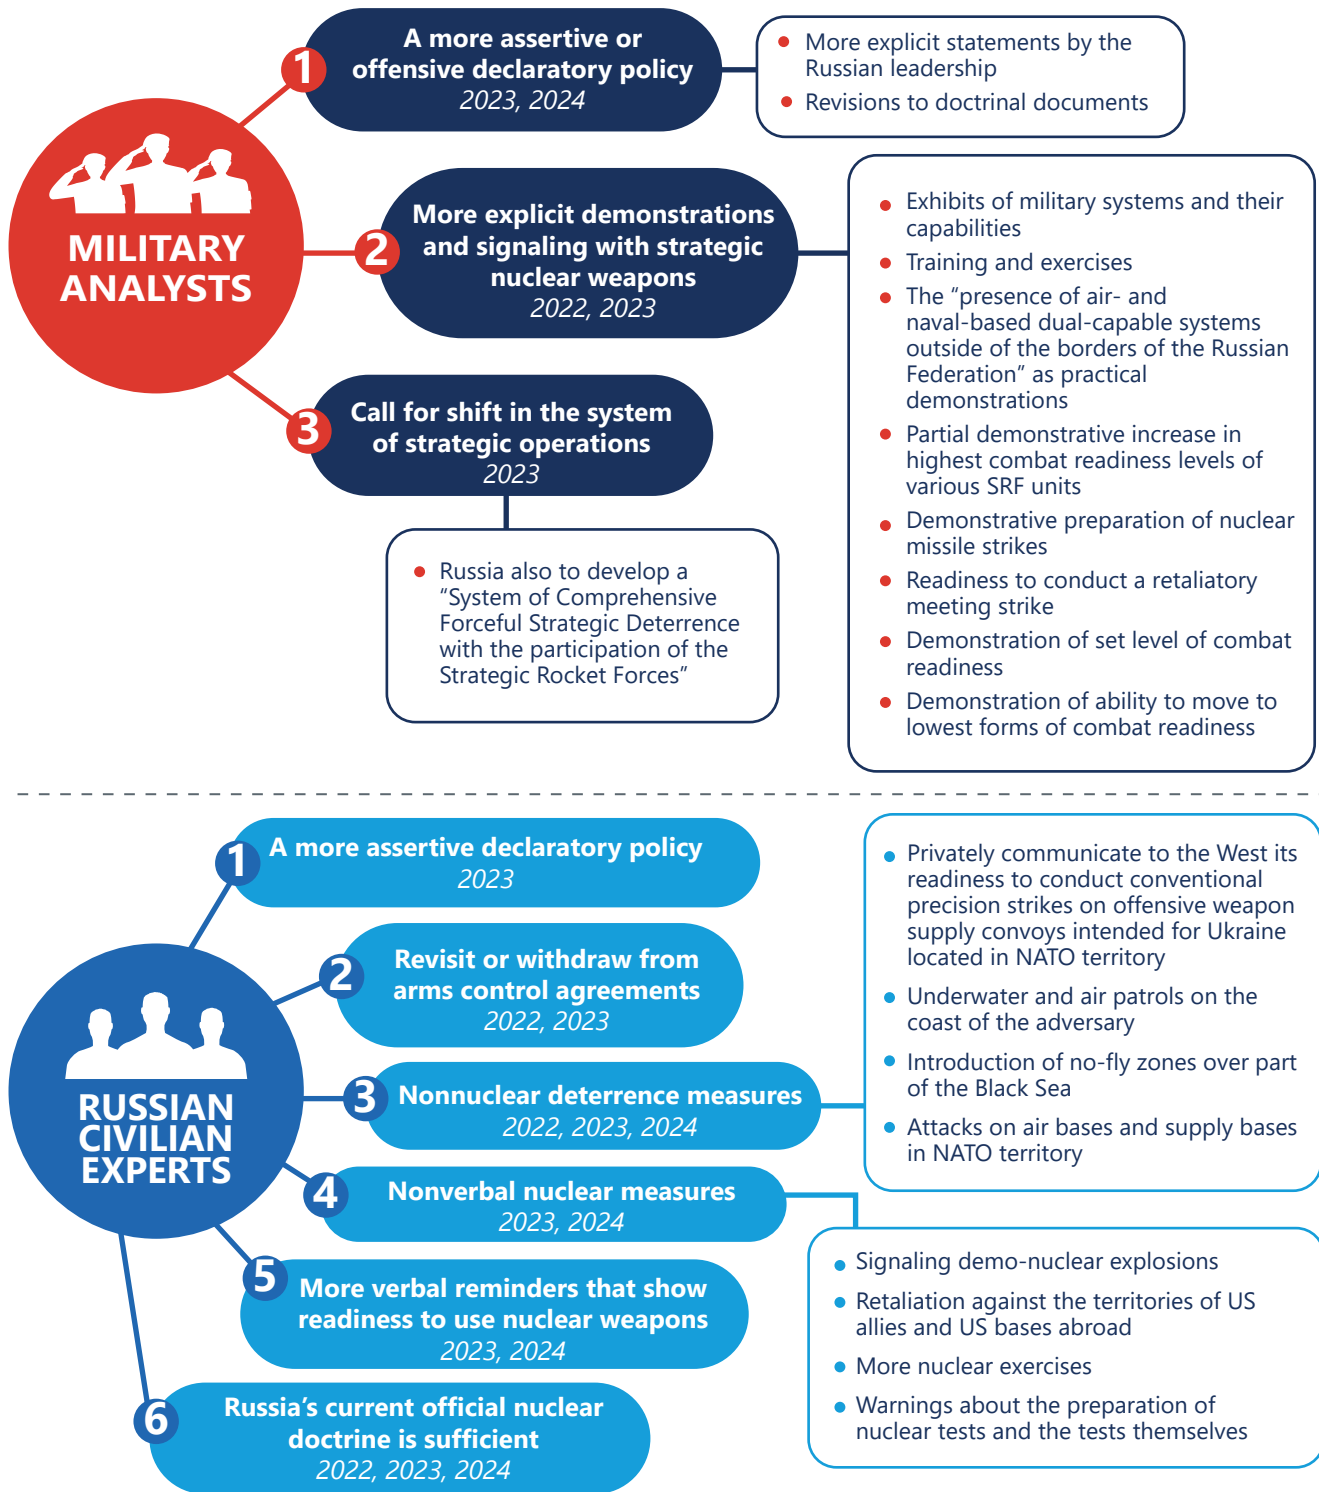 MILITARY
ANALYSTS
1
A more assertive or
offensive declaratory policy
2023, 2024
More explicit statements by the
Russian leadership
Revisions to doctrinal documents
2
More explicit demonstrations
and signaling with strategic
nuclear weapons
2022, 2023
Exhibits of military systems and their
capabilities
Training and exercises
The “presence of air- and
naval-based dual-capable systems
outside of the borders of the Russian
Federation” as practical
demonstrations
Partial demonstrative increase in
highest combat readiness levels of
various SRF units
Demonstrative preparation of nuclear
missile strikes
Readiness to conduct a retaliatory
meeting strike
Demonstration of set level of combat
readiness
Demonstration of ability to move to
lowest forms of combat readiness
3
Call for shift in the system
of strategic operations
2023
Russia also to develop a
“System of Comprehensive
Forceful Strategic Deterrence
with the participation of the
Strategic Rocket Forces”
RUSSIAN
CIVILIAN
EXPERTS
1
A more assertive declaratory policy
2023
2
Revisit or withdraw from
arms control agreements
2022, 2023
3
Nonnuclear deterrence measures
2022, 2023, 2024
Privately communicate to the West its
readiness to conduct conventional
precision strikes on offensive weapon
supply convoys intended for Ukraine
located in NATO territory
Underwater and air patrols on the
coast of the adversary
Introduction of no-fly zones over part
of the Black Sea
Attacks on air bases and supply bases
in NATO territory
4
Nonverbal nuclear measures
2023, 2024
Signaling demo-nuclear explosions
Retaliation against the territories of US
allies and US bases abroad
More nuclear exercises
Warnings about the preparation of
nuclear tests and the tests themselves
5
More verbal reminders that show
readiness to use nuclear weapons
2023, 2024
6
Russia’s current official nuclear
doctrine is sufficient
2022, 2023, 2024